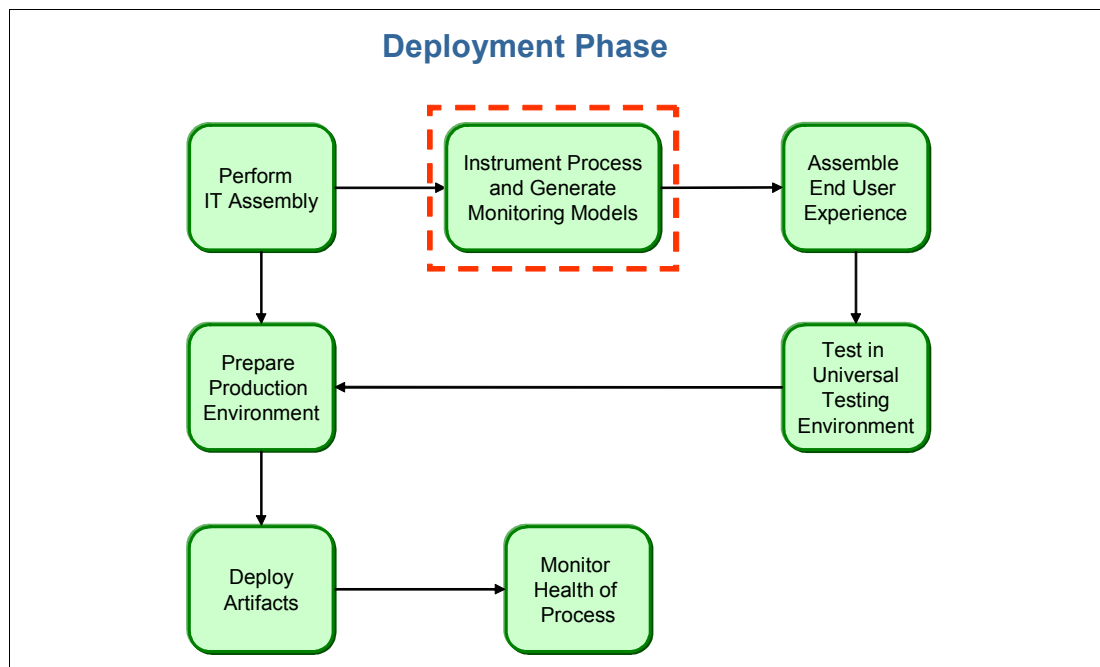 Deployment Phase
Perform
IT Assembly
Instrument Process
and Generate
Monitoring Models
Assemble
End User
Experience
Prepare
Production
Environment
Test in
Universal
Testing
Environment
Deploy
Artifacts
Monitor
Health of
Process